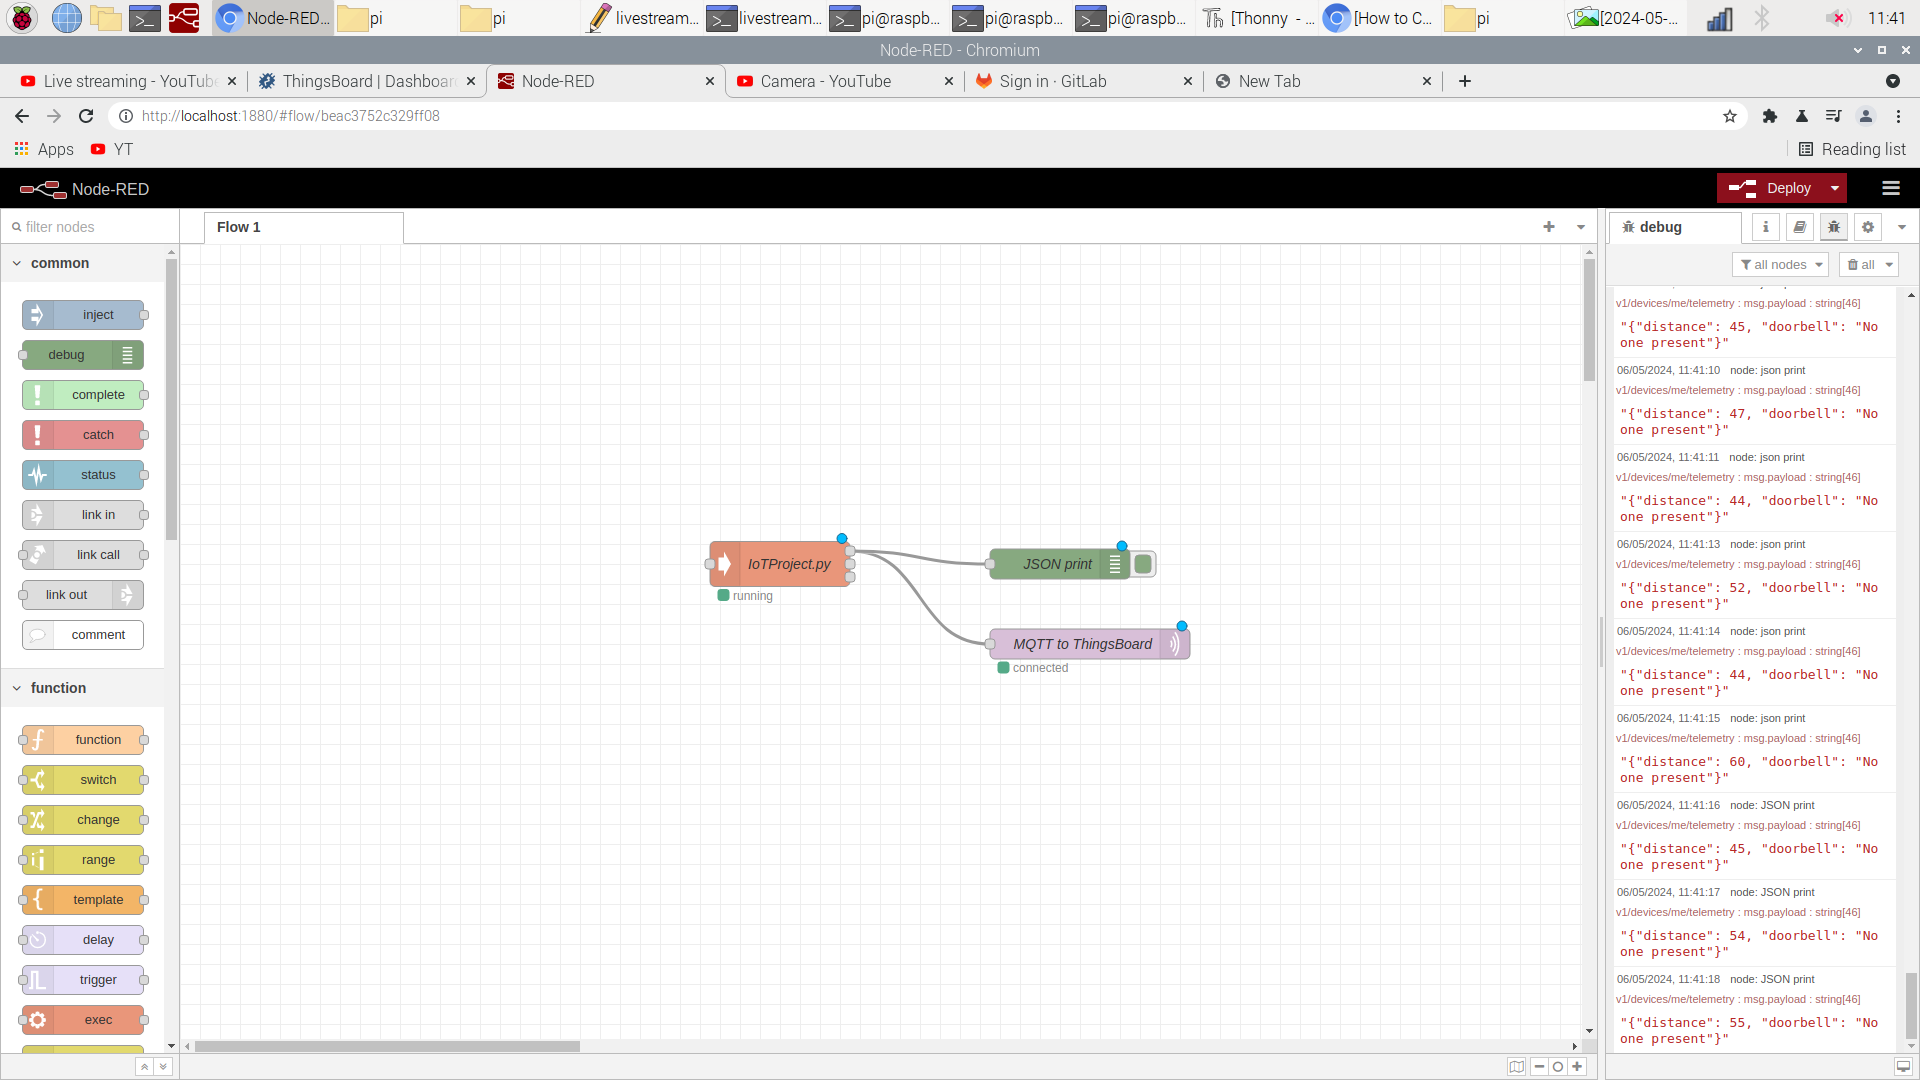 Node-RED...
pi
pi
livestream...
livestream...
pi@raspb...
pi@raspb...
pi@raspb...
[Thonny - ...
[How to C...
pi
[2024-05-...
11:41
Node-RED - Chromium
Live streaming - YouTube
ThingsBoard | Dashboar
Node-RED
Camera - YouTube
Sign in · GitLab
New Tab
http://localhost:1880/#flow/beac3752c329ff08
Apps
YT
Reading list
Node-RED
Deploy
filter nodes
common
inject
debug
complete
catch
status
link in
link call
link out
comment
function
function
switch
change
range
template
delay
trigger
exec
Flow 1
IoTProject.py
running
JSON print
MQTT to ThingsBoard
connected
debug
all nodes
all
v1/devices/me/telemetry : msg.payload : string[46]
"{"distance": 45, "doorbell": "No
one present"}"
06/05/2024, 11:41:10 node: json print
v1/devices/me/telemetry : msg.payload : string[46]
"{"distance": 47, "doorbell": "No
one present"}"
06/05/2024, 11:41:11 node: json print
v1/devices/me/telemetry : msg.payload : string[46]
"{"distance": 44, "doorbell": "No
one present"}"
06/05/2024, 11:41:13 node: json print
v1/devices/me/telemetry : msg.payload : string[46]
"{"distance": 52, "doorbell": "No
one present"}"
06/05/2024, 11:41:14 node: json print
v1/devices/me/telemetry : msg.payload : string[46]
"{"distance": 44, "doorbell": "No
one present"}"
06/05/2024, 11:41:15 node: json print
v1/devices/me/telemetry : msg.payload : string[46]
"{"distance": 60, "doorbell": "No
one present"}"
06/05/2024, 11:41:16 node: JSON print
v1/devices/me/telemetry : msg.payload : string[46]
"{"distance": 45, "doorbell": "No
one present"}"
06/05/2024, 11:41:17 node: JSON print
v1/devices/me/telemetry : msg.payload : string[46]
"{"distance": 54, "doorbell": "No
one present"}"
06/05/2024, 11:41:18 node: JSON print
v1/devices/me/telemetry : msg.payload : string[46]
"{"distance": 55, "doorbell": "No
one present"}"